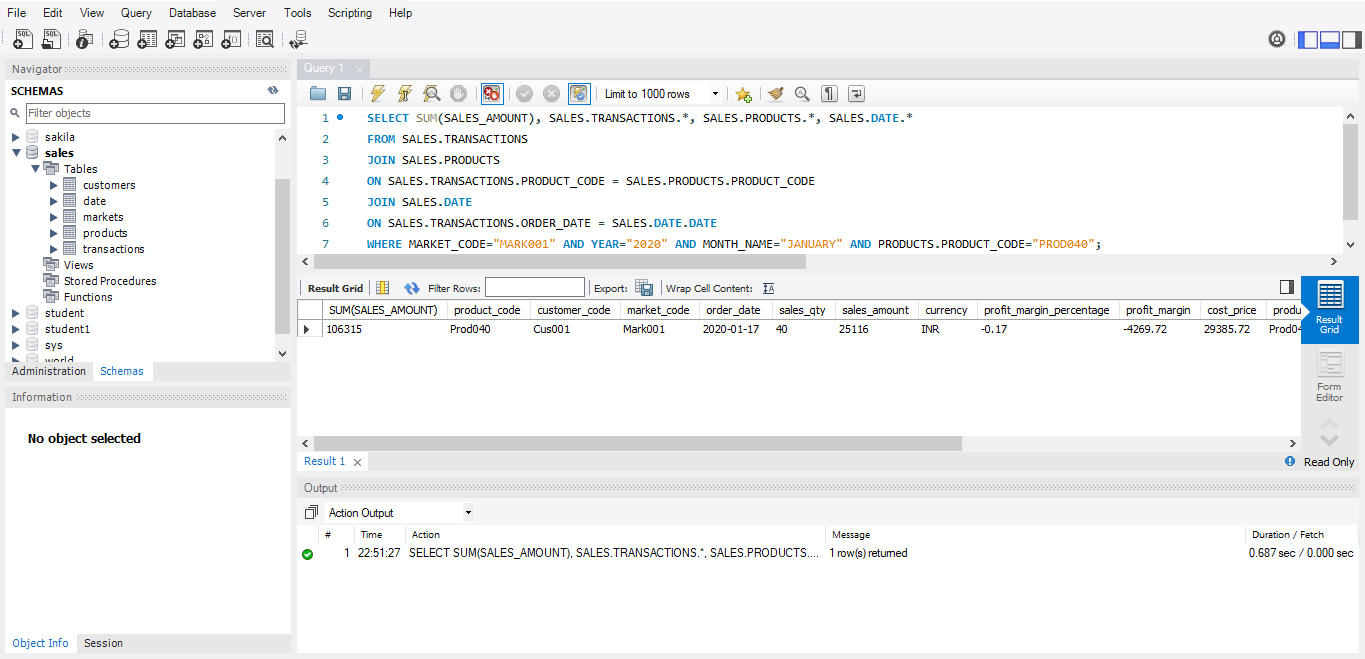 File Edit View Query Database Server Tools Scripting Help
SQL SQL
Navigator
SCHEMAS
Filter objects
sakila
sales
Tables
customers
date
markets
products
transactions
Views
Stored Procedures
Functions
student
student1
sys
world
Administration Schemas
Information
No object selected
Object Info Session
Query 1
Limit to 1000 rows
1 SELECT SUM(SALES_AMOUNT), SALES.TRANSACTIONS.*, SALES.PRODUCTS.*, SALES.DATE.*
2 FROM SALES.TRANSACTIONS
3 JOIN SALES.PRODUCTS
4 ON SALES.TRANSACTIONS.PRODUCT_CODE = SALES.PRODUCTS.PRODUCT_CODE
5 JOIN SALES.DATE
6 ON SALES.TRANSACTIONS.ORDER_DATE = SALES.DATE.DATE
7 WHERE MARKET_CODE="MARK001" AND YEAR="2020" AND MONTH_NAME="JANUARY" AND PRODUCTS.PRODUCT_CODE="PROD040";
Result Grid Filter Rows: Export: Wrap Cell Content:
SUM(SALES_AMOUNT) product_code customer_code market_code order_date sales_qty sales_amount currency profit_margin_percentage profit_margin cost_price produ
106315 Prod040 Cus001 Mark001 2020-01-17 40 25116 INR -0.17 -4269.72 29385.72 Prod04
Result
Grid
Form
Editor
Result 1
Read Only
Output
Action Output
# Time Action Message Duration / Fetch
1 22:51:27 SELECT SUM(SALES_AMOUNT), SALES.TRANSACTIONS.*, SALES.PRODUCTS.... 1 row(s) returned 0.687 sec / 0.000 sec